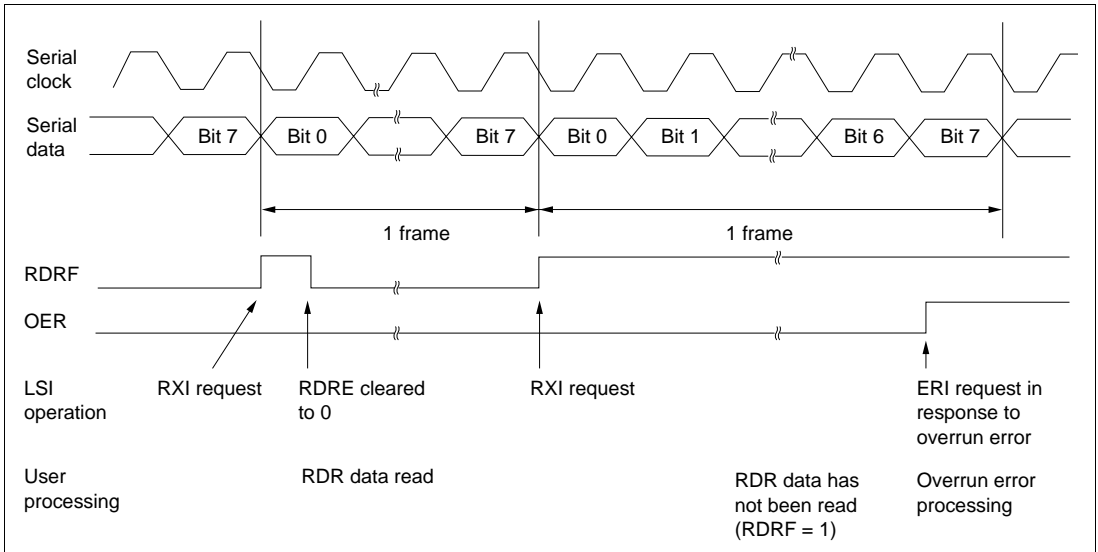 Serial
clock
Serial
data
Bit 7
Bit 0
Bit 7
Bit 0
Bit 1
Bit 6
Bit 7
1 frame
1 frame
RDRF
OER
LSI
operation
RXI request
RDRE cleared
to 0
RXI request
ERI request in
response to
overrun error
User
processing
RDR data read
RDR data has
not been read
(RDRF = 1)
Overrun error
processing